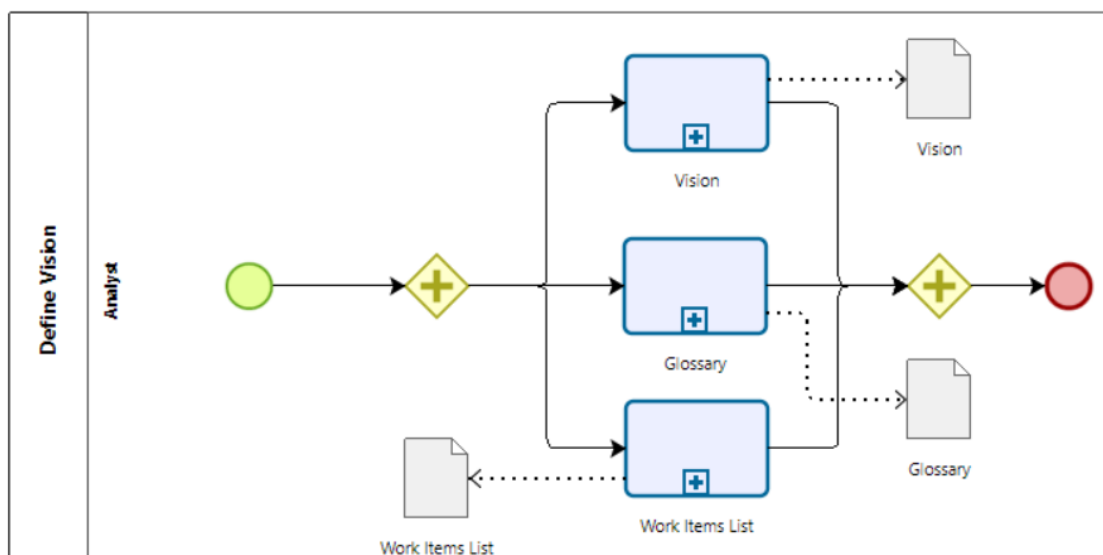 Define Vision
Analyst
Vision
Vision
Glossary
Glossary
Work Items List
Work Items List